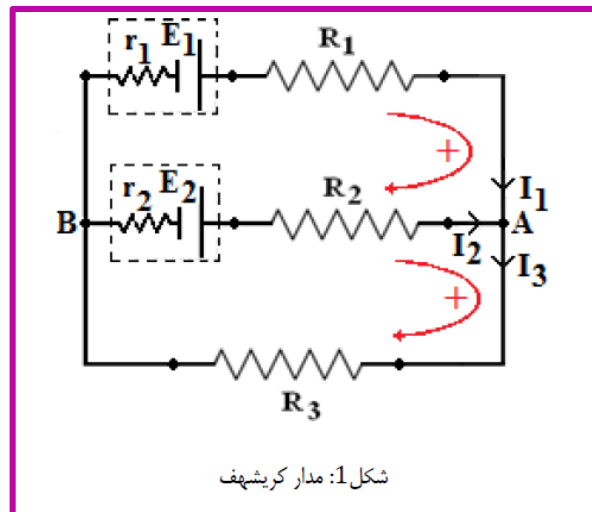 r₁ E₁ R₁
I₁
r₂ E₂ R₂
B A
I₂
I₃
+
+
R₃
شکل1: مدار کریشهف